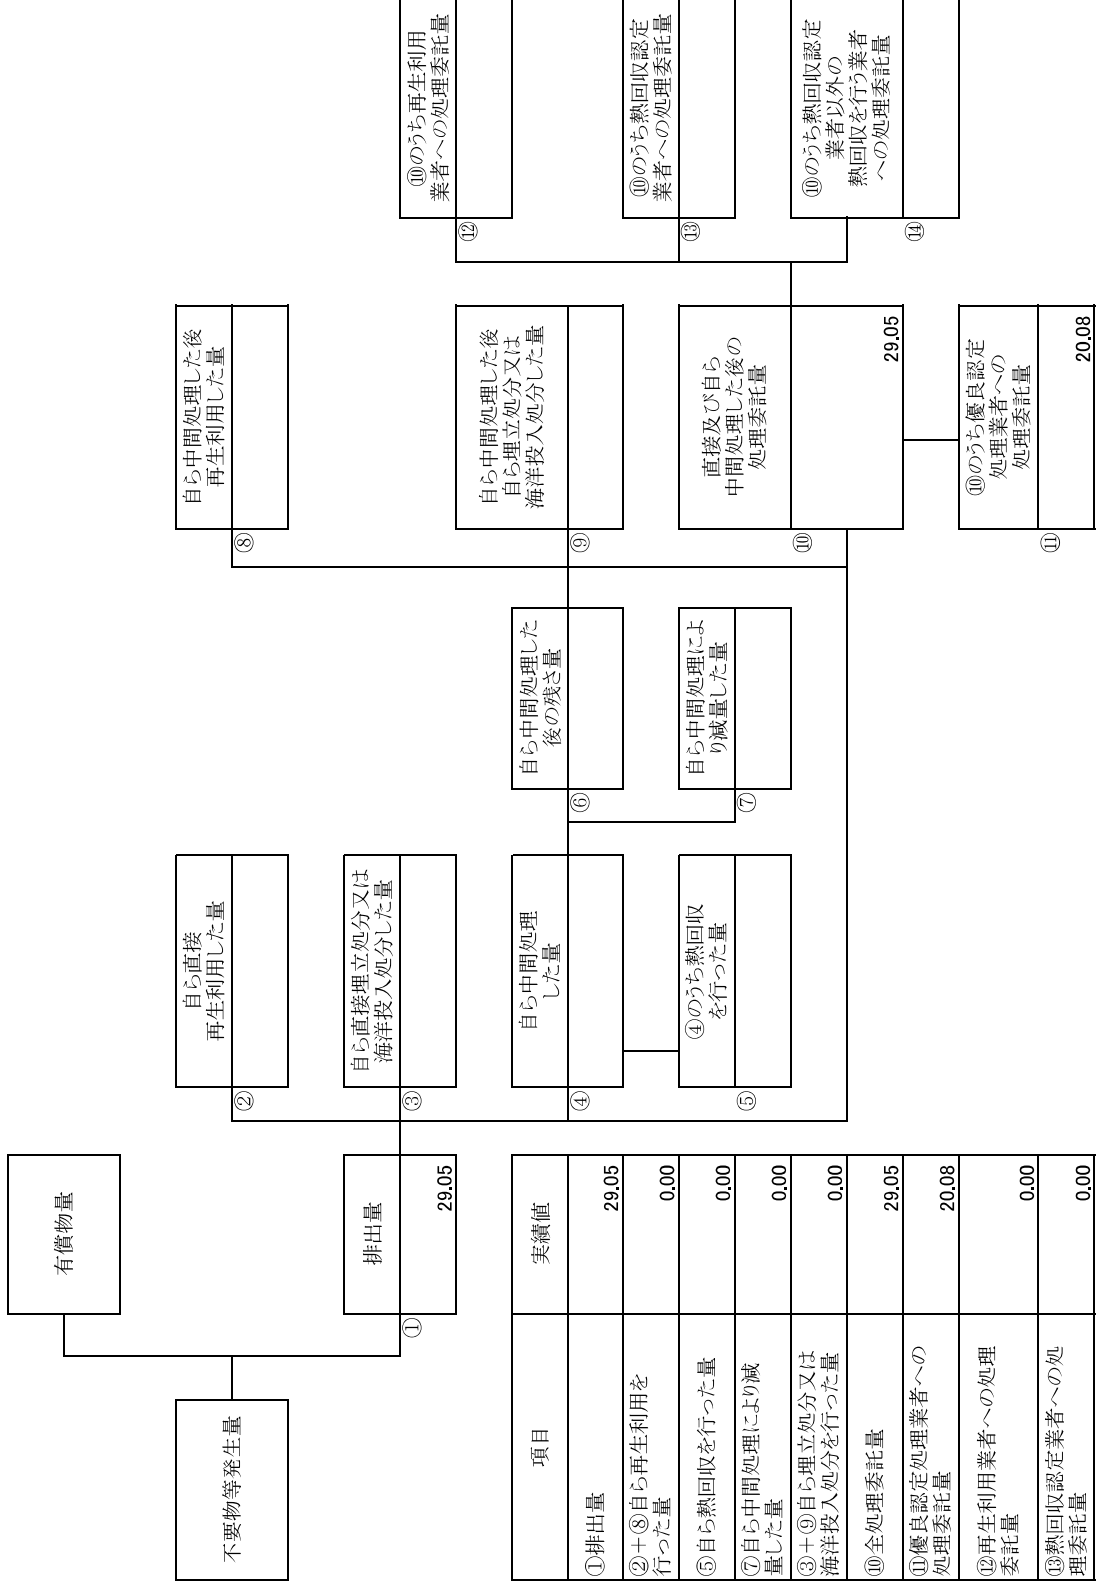 不要物等発生量
有償物量
排出量
①
29.05
自ら直接
再生利用した量
②
自ら直接埋立処分又は
海洋投入処分した量
③
自ら中間処理
した量
④
④のうち熱回収
を行った量
⑤
自ら中間処理した
後の残さ量
⑥
自ら中間処理によ
り減量した量
⑦
自ら中間処理した後
再生利用した量
⑧
自ら中間処理した後
自ら埋立処分又は
海洋投入処分した量
⑨
直接及び自ら
中間処理した後の
処理委託量
⑩
29.05
⑩のうち優良認定
処理業者への
処理委託量
⑪
20.08
⑩のうち再生利用
業者への処理委託量
⑫
⑩のうち熱回収認定
業者への処理委託量
⑬
⑩のうち熱回収認定
業者以外の
熱回収を行う業者
への処理委託量
⑭
項目 実績値
①排出量 29.05
②+⑧自ら再生利用を
行った量 0.00
⑤自ら熱回収を行った量 0.00
⑦自ら中間処理により減
量した量 0.00
③+⑨自ら埋立処分又は
海洋投入処分を行った量 0.00
⑩全処理委託量 29.05
⑪優良認定処理業者への
処理委託量 20.08
⑫再生利用業者への処理
委託量 0.00
⑬熱回収認定業者への処
理委託量 0.00